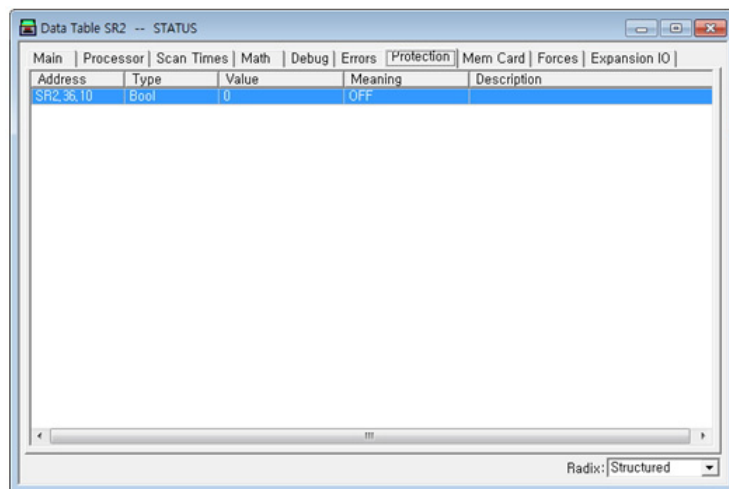 Data Table SR2 -- STATUS
Main Processor Scan Times Math Debug Errors Protection Mem Card Forces Expansion IO
Address Type Value Meaning Description
SR2,36,10 Bool 0 OFF
Radix: Structured